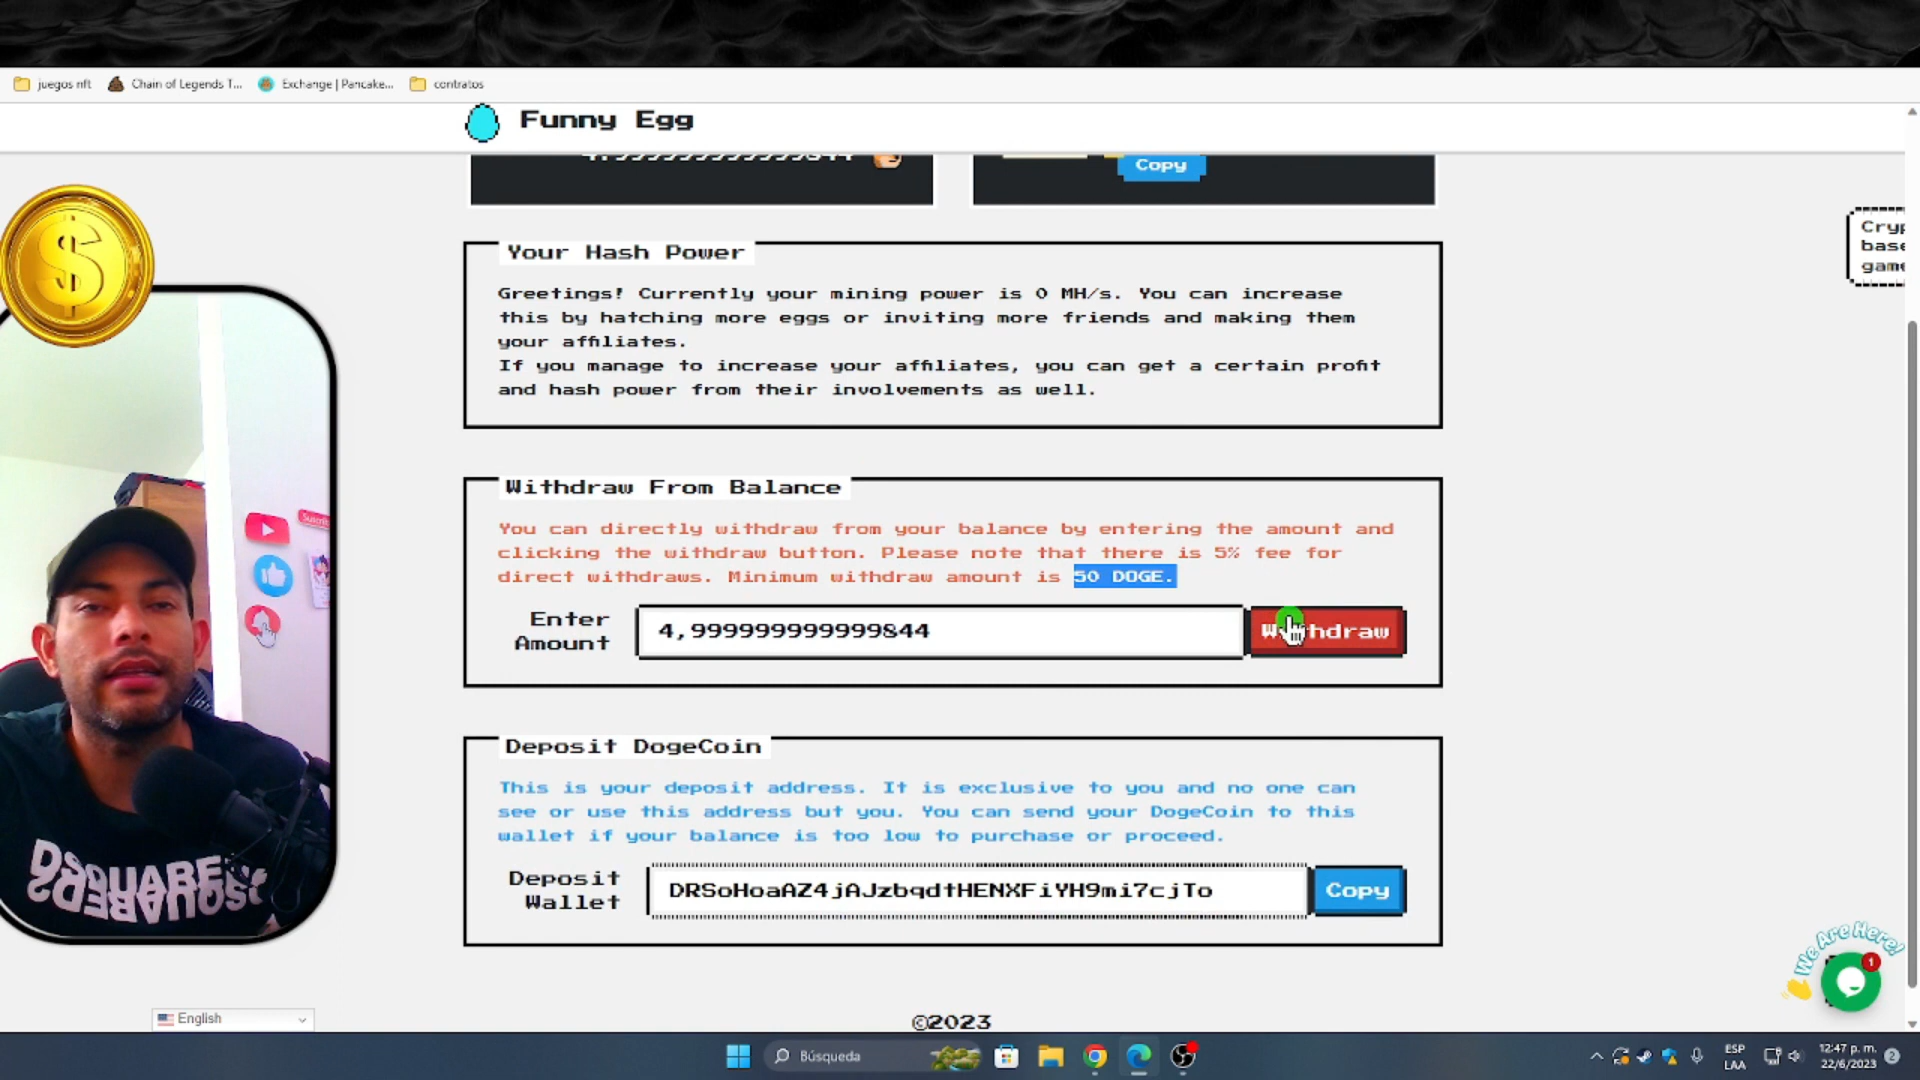 juegos nft
Chain of Legends T...
Exchange | Pancake...
contratos
Funny Egg
Copy
Your Hash Power
Greetings! Currently your mining power is 0 MH/s. You can increase
this by hatching more eggs or inviting more friends and making them
your affiliates.
If you manage to increase your affiliates, you can get a certain profit
and hash power from their involvements as well.
Withdraw From Balance
You can directly withdraw from your balance by entering the amount and
clicking the withdraw button. Please note that there is 5% fee for
direct withdraws. Minimum withdraw amount is 50 DOGE.
Enter
Amount
4,999999999999844
Withdraw
Deposit DogeCoin
This is your deposit address. It is exclusive to you and no one can
see or use this address but you. You can send your DogeCoin to this
wallet if your balance is too low to purchase or proceed.
Deposit
Wallet
DRSoHoaAZ4jAJzbqdtHENXFiYH9mi7cjTo
Copy
©2023
$
DSQUARED
We Are Here!
1
English
Búsqueda
ESP
LAA
12:47 p. m.
22/6/2023
2